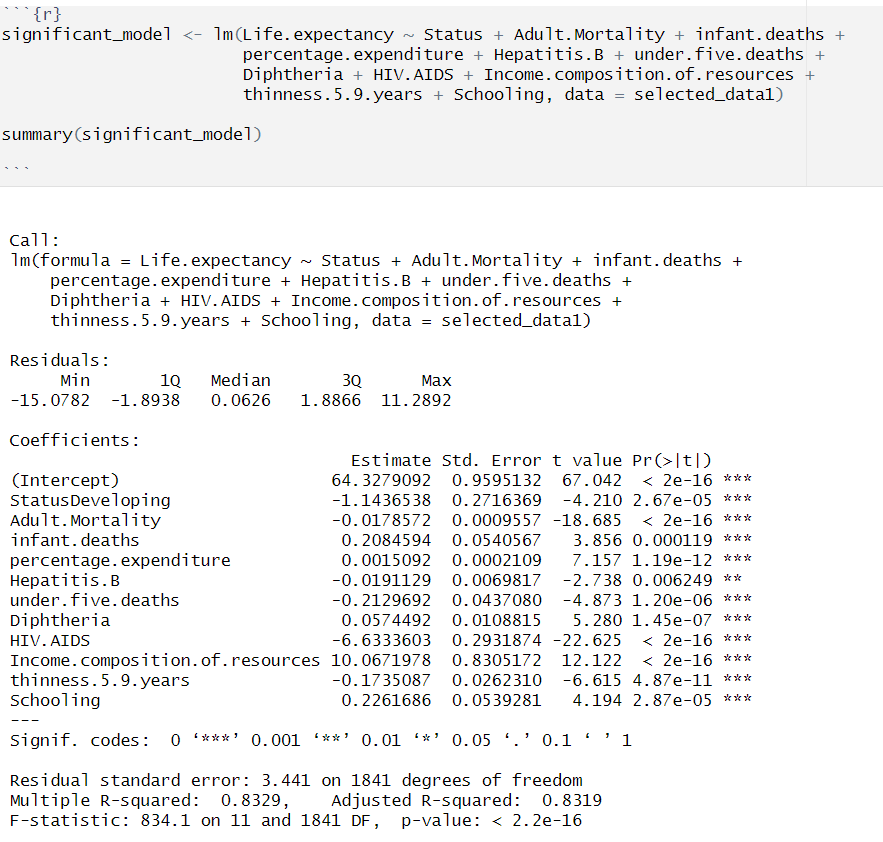 ```{r}
significant_model <- lm(Life.expectancy ~ Status + Adult.Mortality + infant.deaths +
percentage.expenditure + Hepatitis.B + under.five.deaths +
Diphtheria + HIV.AIDS + Income.composition.of.resources +
thinness.5.9.years + Schooling, data = selected_data1)
summary(significant_model)
```
Call:
lm(formula = Life.expectancy ~ Status + Adult.Mortality + infant.deaths +
percentage.expenditure + Hepatitis.B + under.five.deaths +
Diphtheria + HIV.AIDS + Income.composition.of.resources +
thinness.5.9.years + Schooling, data = selected_data1)
Residuals:
Min 1Q Median 3Q Max
-15.0782 -1.8938 0.0626 1.8866 11.2892
Coefficients:
Estimate Std. Error t value Pr(>|t|)
(Intercept) 64.3279092 0.9595132 67.042 < 2e-16 ***
StatusDeveloping -1.1436538 0.2716369 -4.210 2.67e-05 ***
Adult.Mortality -0.0178572 0.0009557 -18.685 < 2e-16 ***
infant.deaths 0.2084594 0.0540567 3.856 0.000119 ***
percentage.expenditure 0.0015092 0.0002109 7.157 1.19e-12 ***
Hepatitis.B -0.0191129 0.0069817 -2.738 0.006249 **
under.five.deaths -0.2129692 0.0437080 -4.873 1.20e-06 ***
Diphtheria 0.0574492 0.0108815 5.280 1.45e-07 ***
HIV.AIDS -6.6333603 0.2931874 -22.625 < 2e-16 ***
Income.composition.of.resources 10.0671978 0.8305172 12.122 < 2e-16 ***
thinness.5.9.years -0.1735087 0.0262310 -6.615 4.87e-11 ***
Schooling 0.2261686 0.0539281 4.194 2.87e-05 ***
---
Signif. codes: 0 ‘***’ 0.001 ‘**’ 0.01 ‘*’ 0.05 ‘.’ 0.1 ‘ ’ 1
Residual standard error: 3.441 on 1841 degrees of freedom
Multiple R-squared: 0.8329, Adjusted R-squared: 0.8319
F-statistic: 834.1 on 11 and 1841 DF, p-value: < 2.2e-16